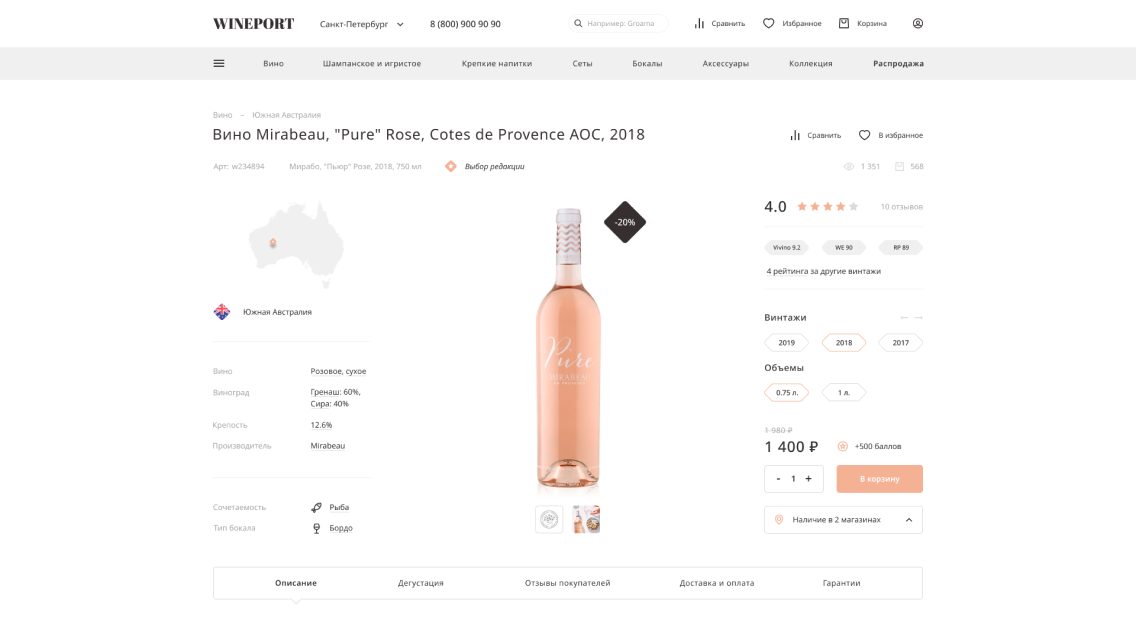 WINEPORT
Санкт-Петербург
8 (800) 900 90 90
Например: Groama
Сравнить
Избранное
Корзина
Вино
Шампанское и игристое
Крепкие напитки
Сеты
Бокалы
Аксессуары
Коллекция
Распродажа
Вино – Южная Австралия
Вино Mirabeau, "Pure" Rose, Cotes de Provence AOC, 2018
Сравнить
В избранное
Арт: w234894
Мирабо, "Пьюр" Розе, 2018, 750 мл
Выбор редакции
1 351
568
Южная Австралия
Вино
Розовое, сухое
Виноград
Гренаш: 60%,
Сира: 40%
Крепость
12.6%
Производитель
Mirabeau
Сочетаемость
Рыба
Тип бокала
Бордо
-20%
Pure
MIRABEAU
EN PROVENCE
4.0
10 отзывов
Vivino 9.2
WE 90
RP 89
4 рейтинга за другие винтажи
Винтажи
2019
2018
2017
Объемы
0.75 л.
1 л.
1 980 ₽
1 400 ₽
+500 баллов
- 1 +
В корзину
Наличие в 2 магазинах
Описание
Дегустация
Отзывы покупателей
Доставка и оплата
Гарантии